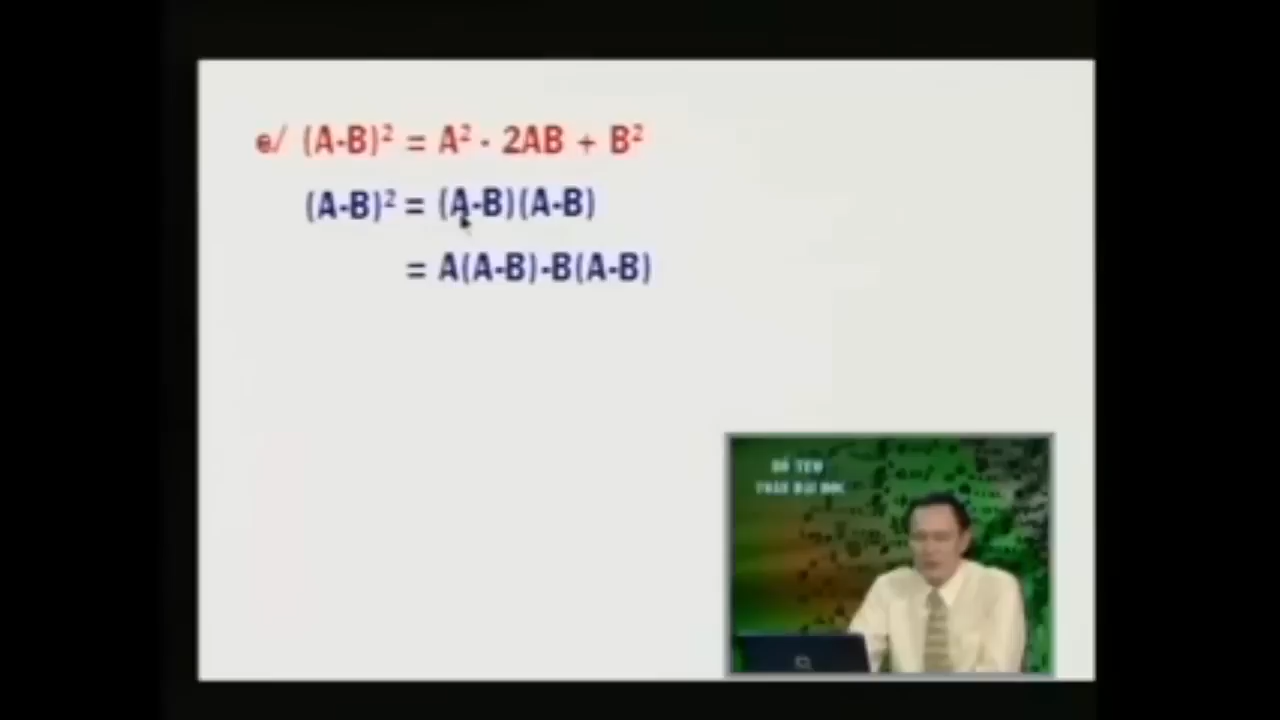 e/ (A-B)² = A² - 2AB + B²
(A-B)² = (A-B)(A-B)
= A(A-B)-B(A-B)